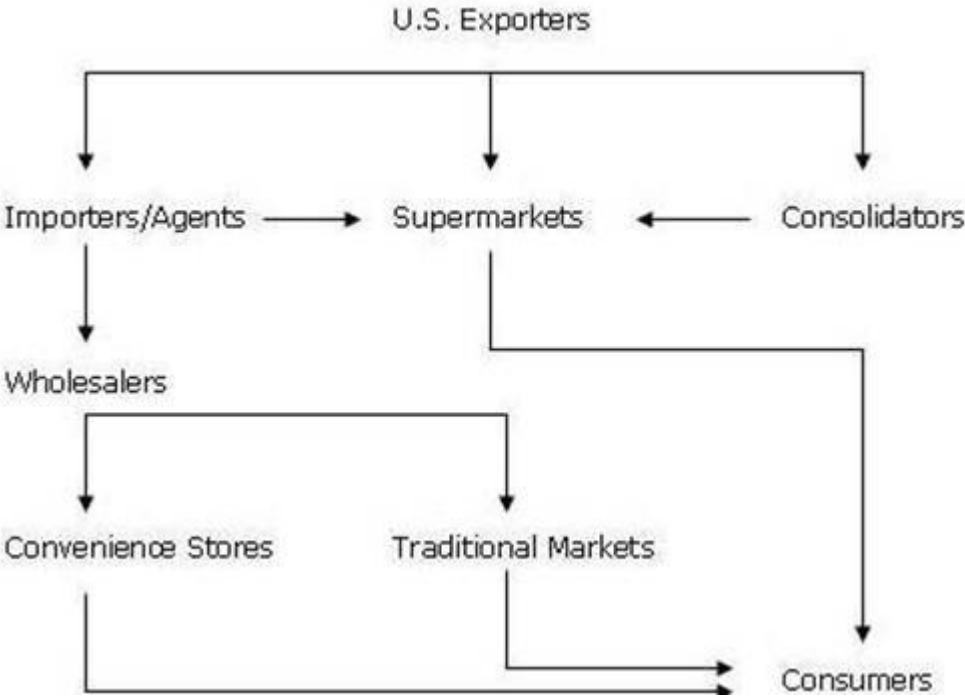 U.S. Exporters
Importers/Agents
Supermarkets
Consolidators
Wholesalers
Convenience Stores
Traditional Markets
Consumers